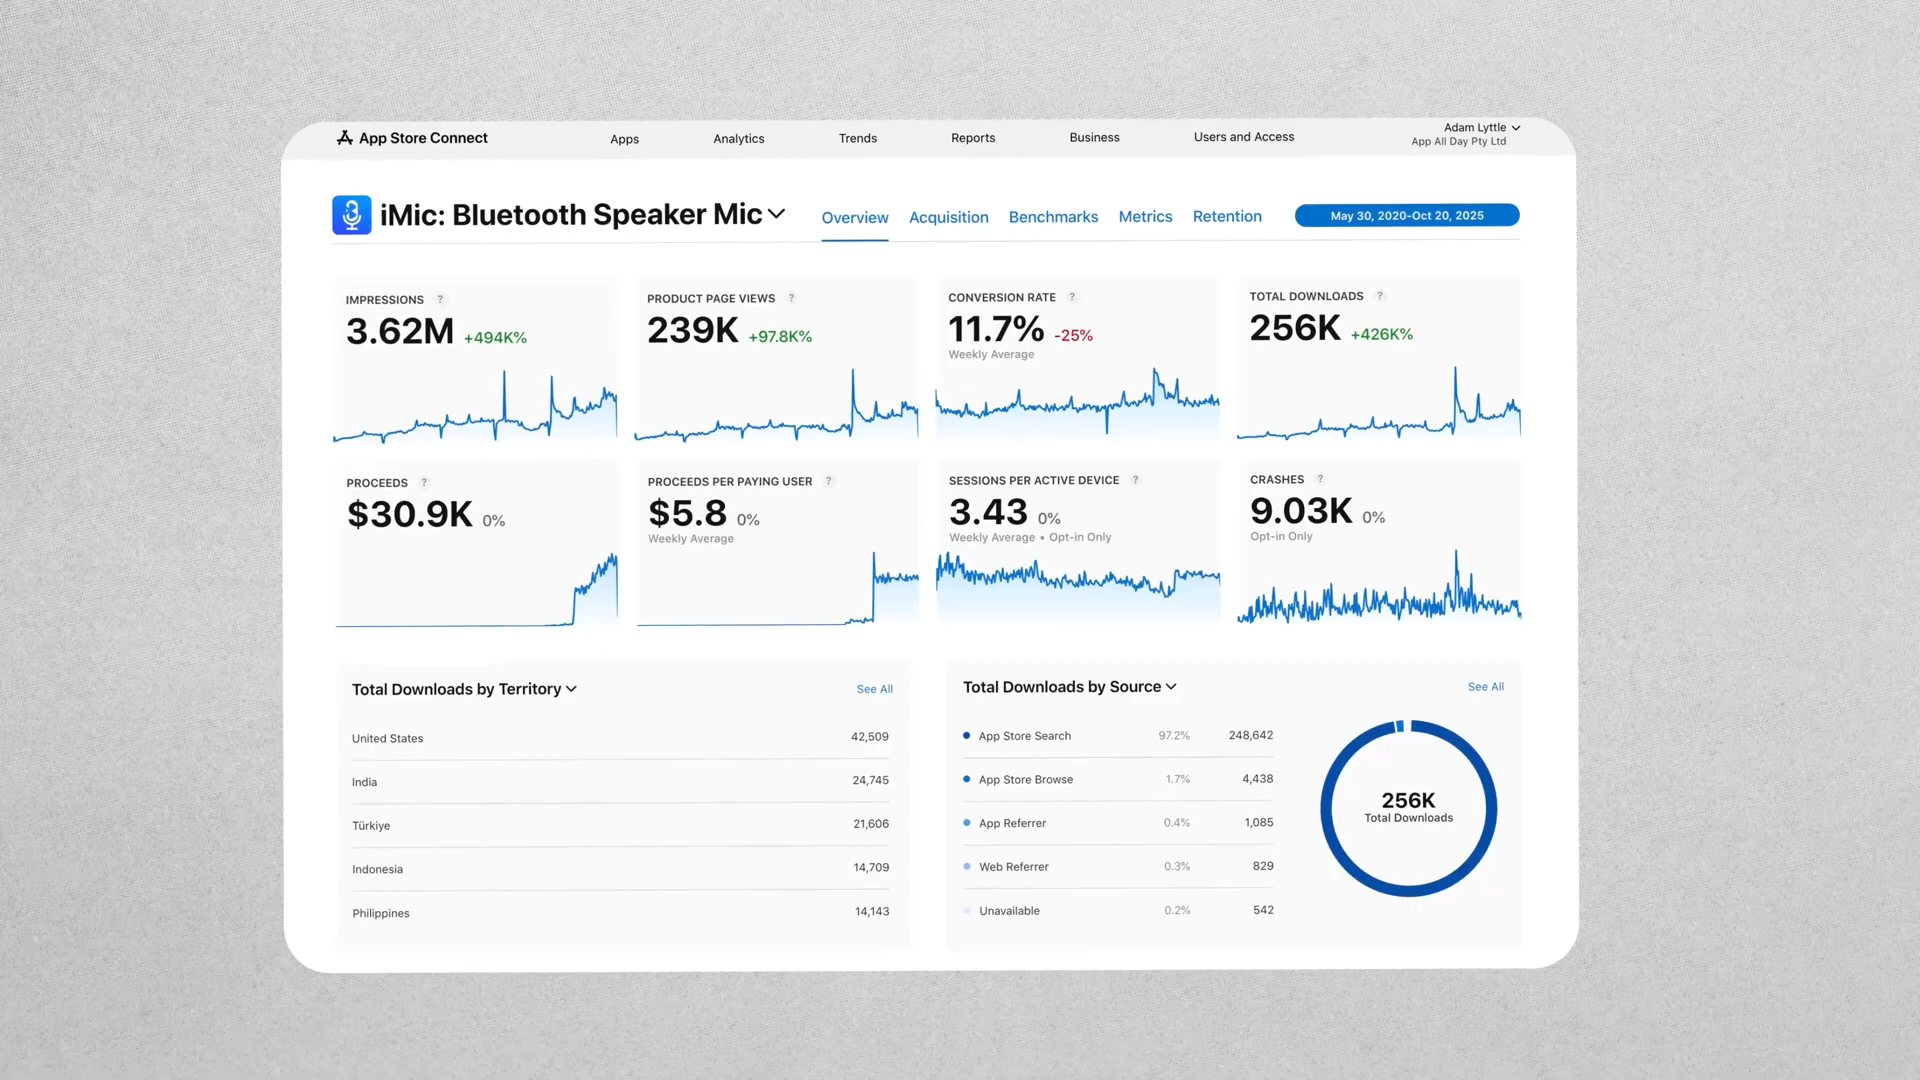 App Store Connect
Apps
Analytics
Trends
Reports
Business
Users and Access
Adam Lyttle
App All Day Pty Ltd
iMic: Bluetooth Speaker Mic
Overview
Acquisition
Benchmarks
Metrics
Retention
May 30, 2020-Oct 20, 2025
IMPRESSIONS ?
3.62M +494K%
PRODUCT PAGE VIEWS ?
239K +97.8K%
CONVERSION RATE ?
11.7% -25%
Weekly Average
TOTAL DOWNLOADS ?
256K +426K%
PROCEEDS ?
$30.9K 0%
PROCEEDS PER PAYING USER ?
$5.8 0%
Weekly Average
SESSIONS PER ACTIVE DEVICE ?
3.43 0%
Weekly Average • Opt-in Only
CRASHES ?
9.03K 0%
Opt-in Only
Total Downloads by Territory
See All
United States 42,509
India 24,745
Türkiye 21,606
Indonesia 14,709
Philippines 14,143
Total Downloads by Source
See All
App Store Search 97.2% 248,642
App Store Browse 1.7% 4,438
App Referrer 0.4% 1,085
Web Referrer 0.3% 829
Unavailable 0.2% 542
256K
Total Downloads